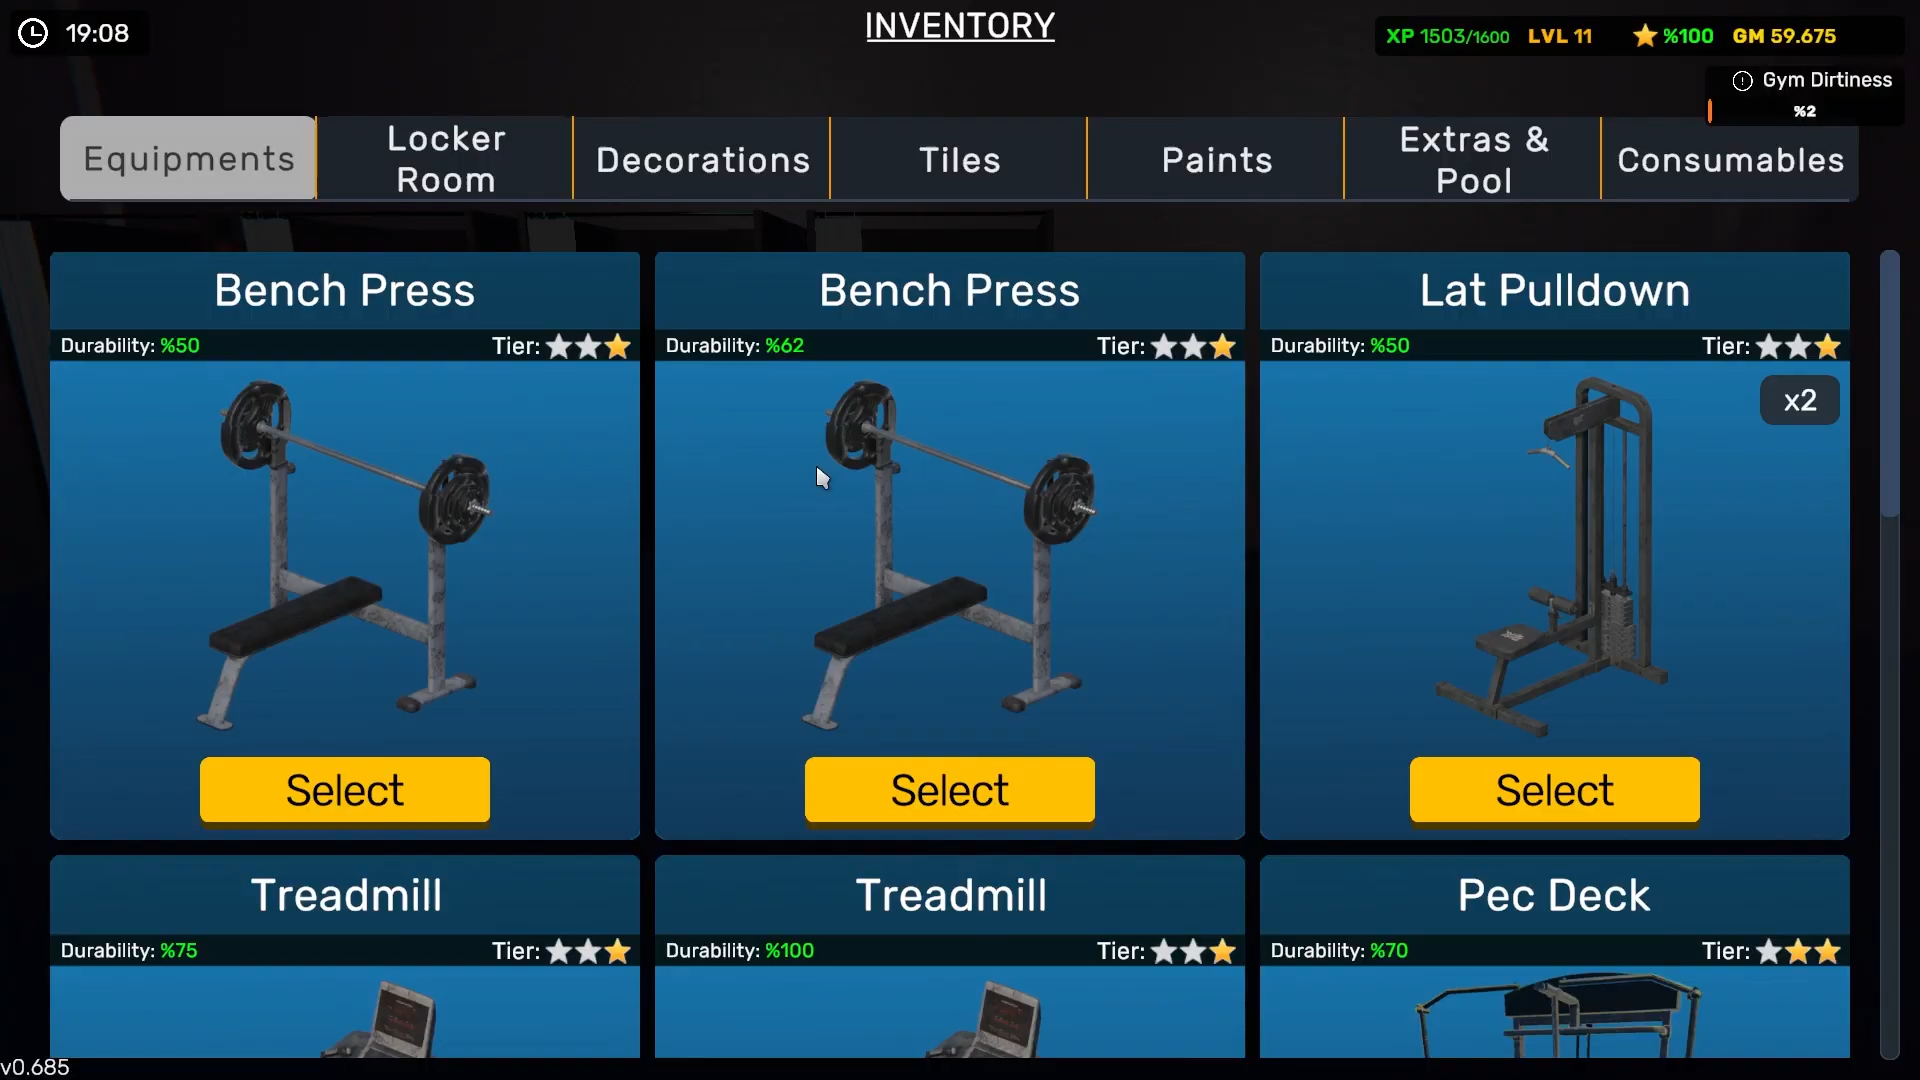 19:08
INVENTORY
XP 1503/1600 LVL 11 %100 GM 59.675
Gym Dirtiness
%2
Equipments
Locker
Room
Decorations
Tiles
Paints
Extras &
Pool
Consumables
Bench Press
Durability: %50 Tier:
Select
Bench Press
Durability: %62 Tier:
Select
Lat Pulldown
Durability: %50 Tier:
x2
Select
Treadmill
Durability: %75 Tier:
Treadmill
Durability: %100 Tier:
Pec Deck
Durability: %70 Tier:
v0.685